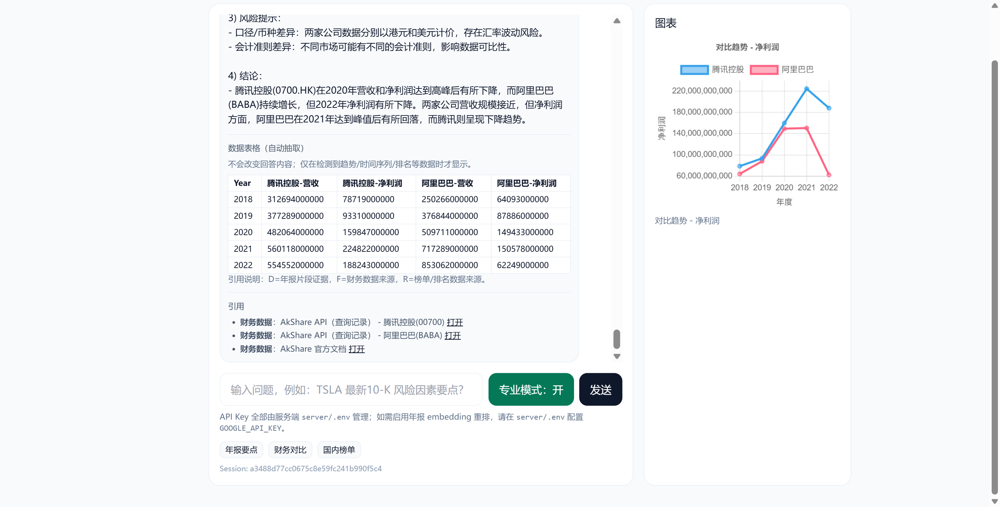 3) 风险提示：
- 口径/币种差异：两家公司数据分别以港元和美元计价，存在汇率波动风险。
- 会计准则差异：不同市场可能有不同的会计准则，影响数据可比性。
4) 结论：
- 腾讯控股(0700.HK)在2020年营收和净利润达到高峰后有所下降，而阿里巴巴
(BABA)持续增长，但2022年净利润有所下降。两家公司营收规模接近，但净利润
方面，阿里巴巴在2021年达到峰值后有所回落，而腾讯则呈现下降趋势。
数据表格（自动抽取）
不会改变回答内容；仅在检测到趋势/时间序列/排名等数据时才显示。
Year 腾讯控股-营收 腾讯控股-净利润 阿里巴巴-营收 阿里巴巴-净利润
2018 312694000000 78719000000 250266000000 64093000000
2019 377289000000 93310000000 376844000000 87886000000
2020 482064000000 159847000000 509711000000 149433000000
2021 560118000000 224822000000 717289000000 150578000000
2022 554552000000 188243000000 853062000000 62249000000
引用说明：D=年报片段证据，F=财务数据来源，R=榜单/排名数据来源。
引用
• 财务数据：AkShare API（查询记录） - 腾讯控股(00700) 打开
• 财务数据：AkShare API（查询记录） - 阿里巴巴(BABA) 打开
• 财务数据：AkShare 官方文档 打开
输入问题，例如：TSLA 最新10-K 风险因素要点？
专业模式：开
发送
API Key 全部由服务端 server/.env 管理；如需启用年报 embedding 重排，请在 server/.env 配置
GOOGLE_API_KEY。
年报要点 财务对比 国内榜单
Session: a3488d77cc0675c8e59fc241b990f5c4
图表
对比趋势 - 净利润
腾讯控股 阿里巴巴
220,000,000,000
180,000,000,000
140,000,000,000
100,000,000,000
60,000,000,000
净利润
2018 2019 2020 2021 2022
年度
对比趋势 - 净利润